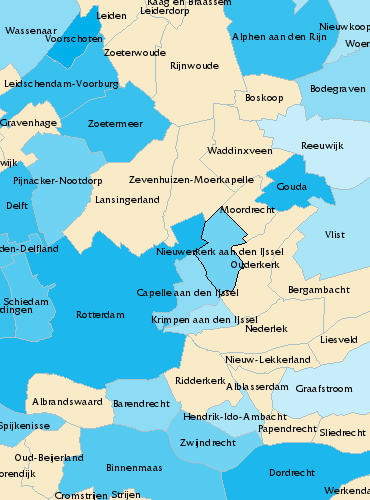 Kaag en Braassem
Leiden
Leiderdorp
Nieuwkoop
Wassenaar
Voorschoten
Alphen aan den Rijn
Woer
Zoeterwoude
Rijnwoude
Leidschendam-Voorburg
Bodegraven
Boskoop
Gravenhage
Zoetermeer
Reeuwijk
Waddinxveen
wijk
Pijnacker-Nootdorp
Zevenhuizen-Moerkapelle
Gouda
Lansingerland
Delft
Moordrecht
Vlist
den-Delfland
Nieuwerkerk aan den IJssel
Ouderkerk
Bergambacht
Capelle aan den IJssel
Schiedam
dingen
Rotterdam
Krimpen aan den IJssel
Nederlek
Liesveld
Nieuw-Lekkerland
Ridderkerk
Alblasserdam
Graafstroom
Albrandswaard
Barendrecht
Hendrik-Ido-Ambacht
Spijkenisse
Papendrecht
Sliedrecht
Zwijndrecht
Oud-Beijerland
Binnenmaas
Dordrecht
orendijk
Cromstrijen
Strijen
Werkenda